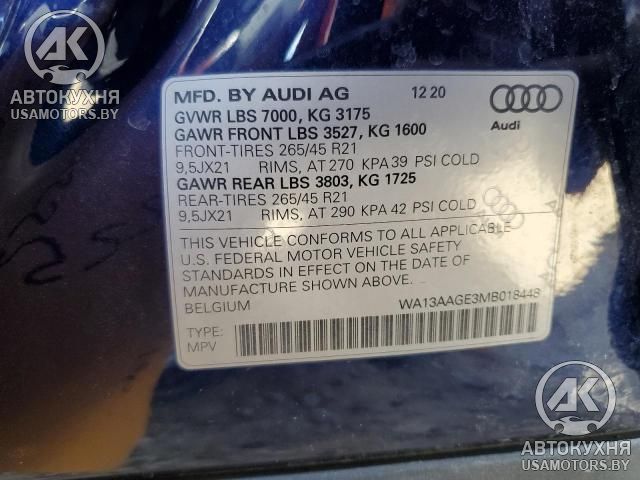 AK
АВТОКУХНЯ
USAMOTORS.BY
MFD. BY AUDI AG 12 20
GVWR LBS 7000, KG 3175
GAWR FRONT LBS 3527, KG 1600
FRONT-TIRES 265/45 R21
9,5JX21 RIMS, AT 270 KPA 39 PSI COLD
GAWR REAR LBS 3803, KG 1725
REAR-TIRES 265/45 R21
9,5JX21 RIMS, AT 290 KPA 42 PSI COLD
Audi
THIS VEHICLE CONFORMS TO ALL APPLICABLE
U.S. FEDERAL MOTOR VEHICLE SAFETY
STANDARDS IN EFFECT ON THE DATE OF
MANUFACTURE SHOWN ABOVE.
BELGIUM WA13AAGE3MB018448
TYPE:
MPV
AK
АВТОКУХНЯ
USAMOTORS.BY